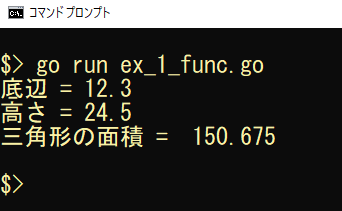 コマンドプロンプト
$> go run ex_1_func.go
底辺 = 12.3
高さ = 24.5
三角形の面積 =  150.675
$>